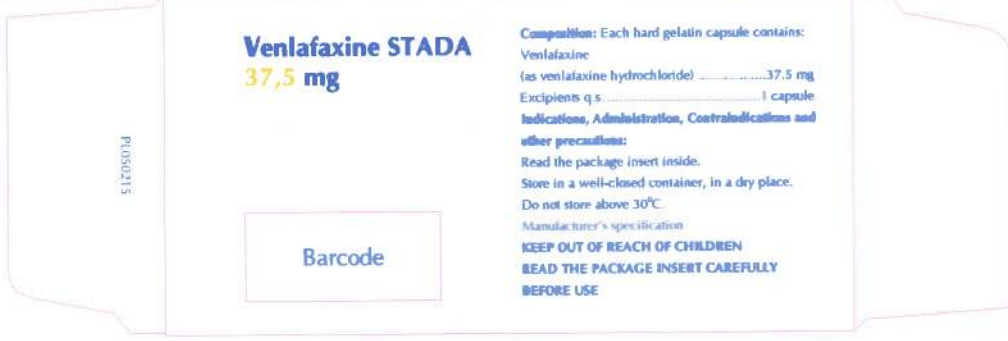 PL050215
Venlafaxine STADA
37,5 mg
Barcode
Composition: Each hard gelatin capsule contains:
Venlafaxine
(as venlafaxine hydrochloride) ..................37.5 mg
Excipients q.s..............................................1 capsule
Indications, Administration, Contraindications and
other precautions:
Read the package insert inside.
Store in a well-closed container, in a dry place.
Do not store above 30⁰C.
Manufacturer's specification
KEEP OUT OF REACH OF CHILDREN
READ THE PACKAGE INSERT CAREFULLY
BEFORE USE